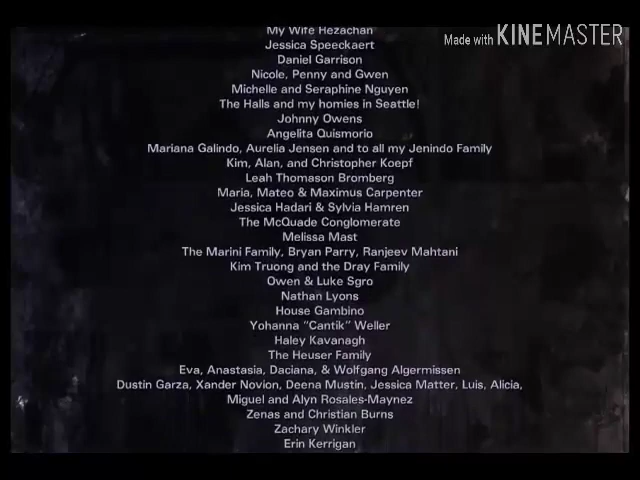 My Wife Hezachan
Made with KINEMASTER
Jessica Speeckaert
Daniel Garrison
Nicole, Penny and Gwen
Michelle and Seraphine Nguyen
The Halls and my homies in Seattle!
Johnny Owens
Angelita Quismorio
Mariana Galindo, Aurelia Jensen and to all my Jenindo Family
Kim, Alan, and Christopher Koepf
Leah Thomason Bromberg
Maria, Mateo & Maximus Carpenter
Jessica Hadari & Sylvia Hamren
The McQuade Conglomerate
Melissa Mast
The Marini Family, Bryan Parry, Ranjeev Mahtani
Kim Truong and the Dray Family
Owen & Luke Sgro
Nathan Lyons
House Gambino
Yohanna “Cantik” Weller
Haley Kavanagh
The Heuser Family
Eva, Anastasia, Daciana, & Wolfgang Algermissen
Dustin Garza, Xander Novion, Deena Mustin, Jessica Matter, Luis, Alicia,
Miguel and Alyn Rosales-Maynez
Zenas and Christian Burns
Zachary Winkler
Erin Kerrigan